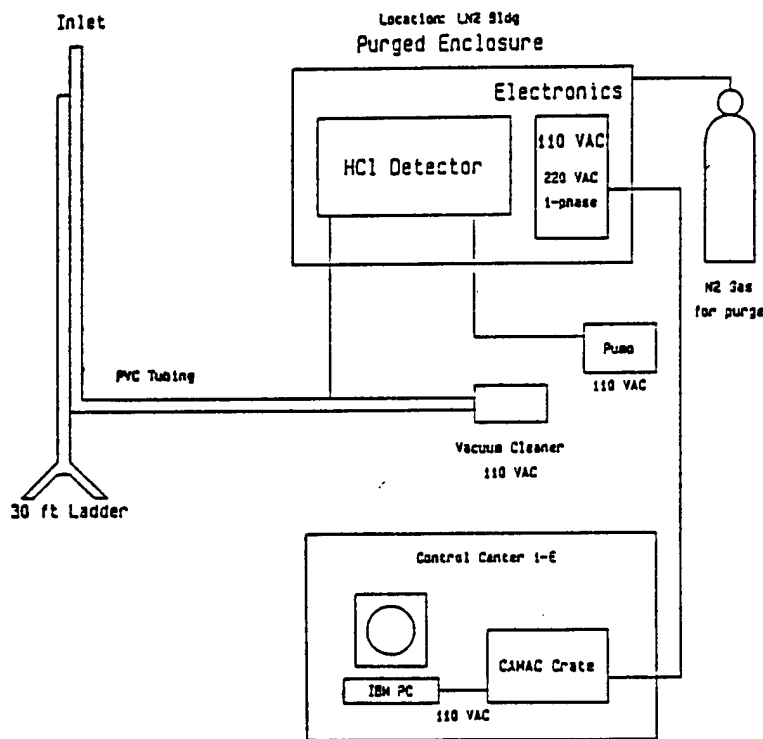 Inlet
Location: LN2 Bldg
Purged Enclosure
Electronics
HCl Detector
110 VAC
220 VAC
1-phase
N2 Gas
for purge
Pump
110 VAC
PVC Tubing
Vacuum Cleaner
110 VAC
30 ft Ladder
Control Center 1-E
CAMAC Crate
IBM PC
110 VAC